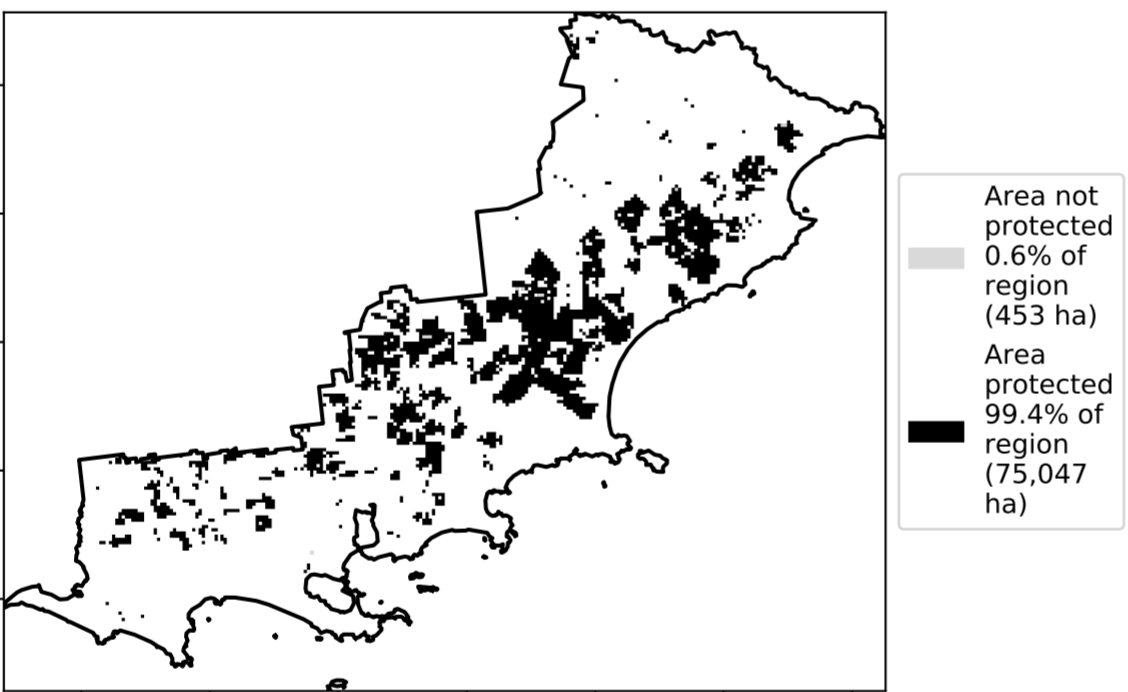 Area not
protected
0.6% of
region
(453 ha)
Area
protected
99.4% of
region
(75,047
ha)